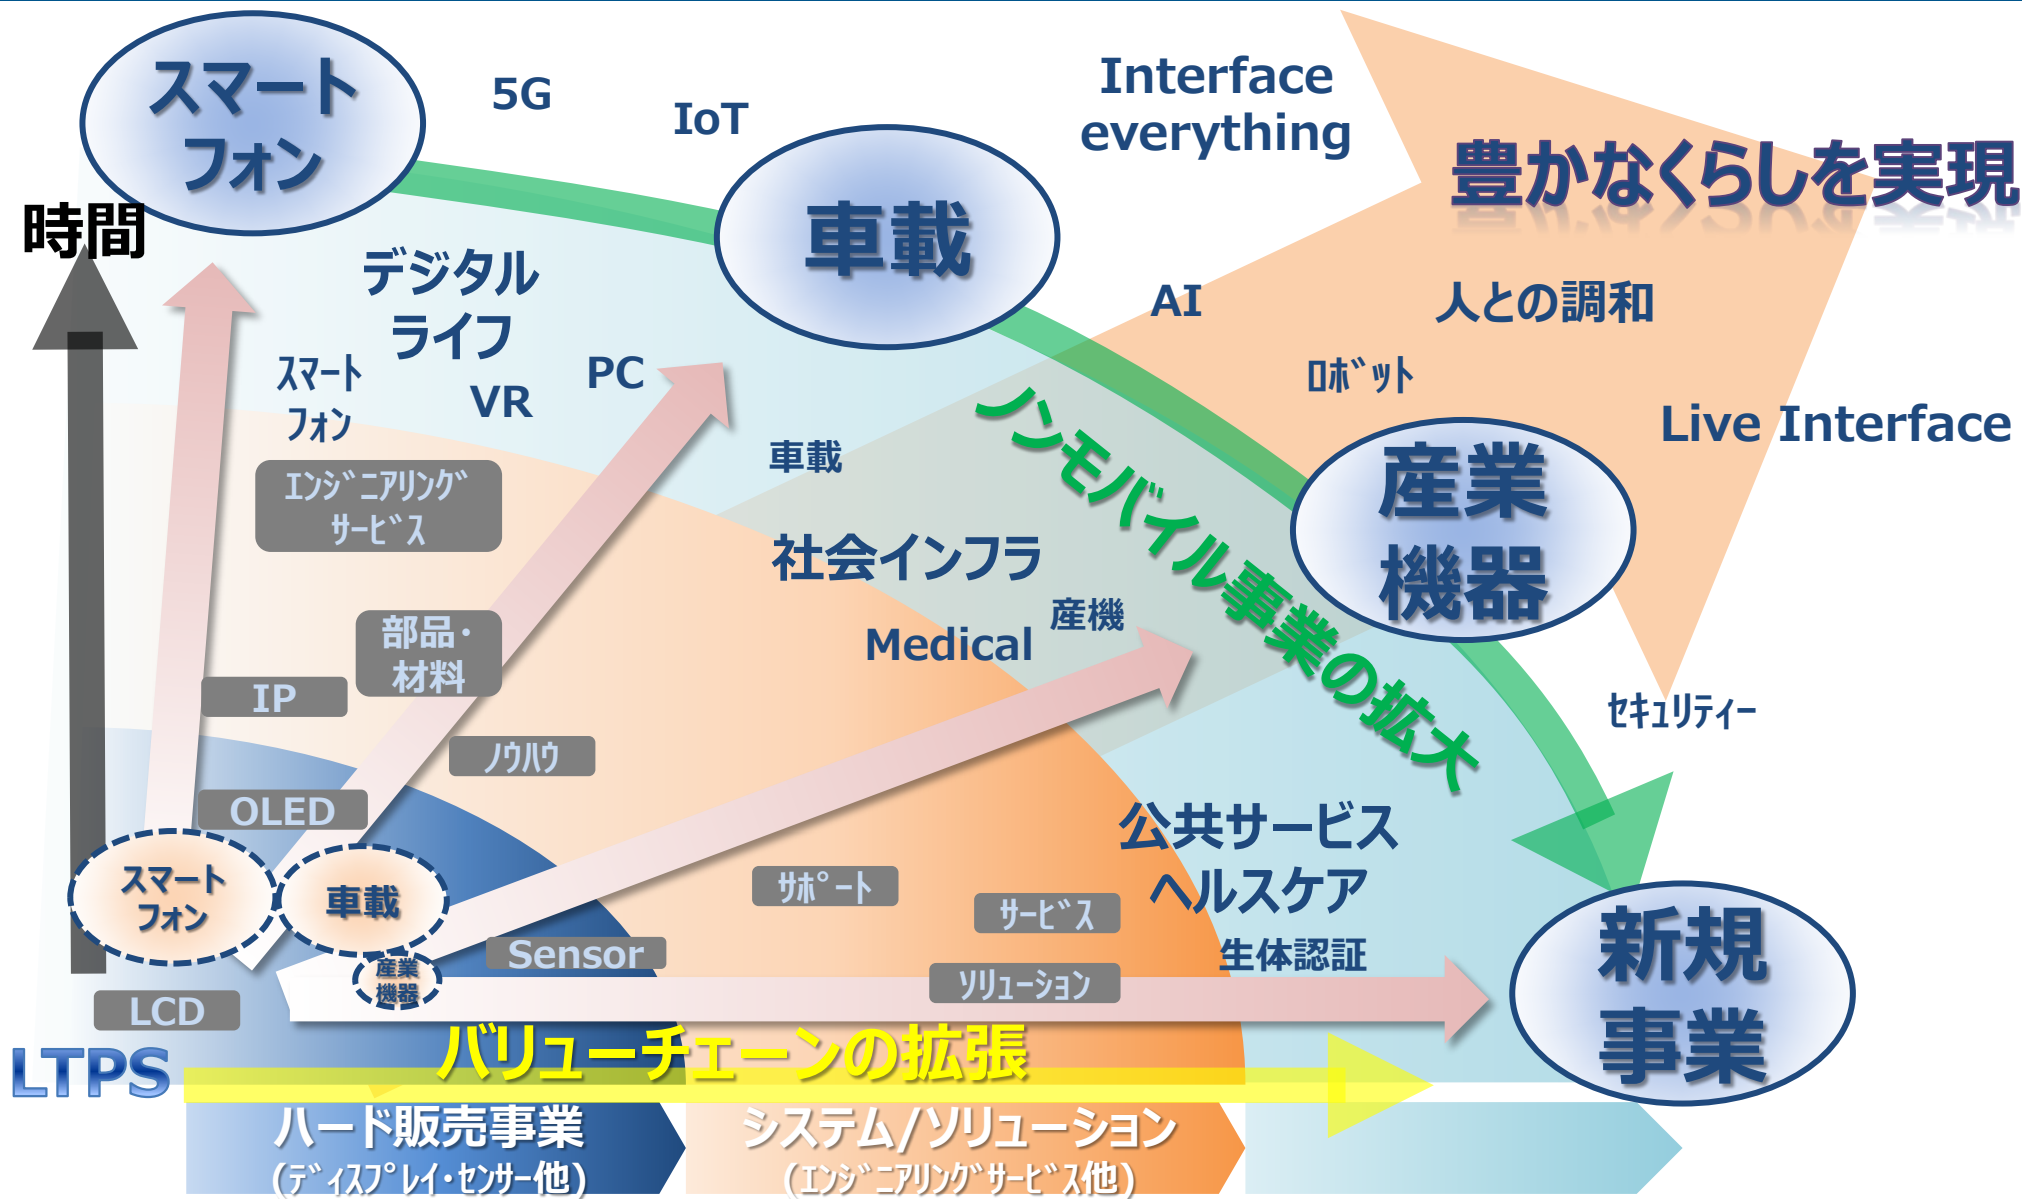 スマート
フォン
5G
IoT
Interface
everything
豊かなくらしを実現
時間
車載
デジタル
ライフ
AI
人との調和
ｽﾏｰﾄ
ﾌｫﾝ
VR
PC
ﾛﾎﾞｯﾄ
Live Interface
車載
ノンモバイル事業の拡大
産業
機器
ｴﾝｼﾞﾆｱﾘﾝｸﾞ
ｻｰﾋﾞｽ
社会インフラ
産機
Medical
部品・
材料
IP
ｾｷｭﾘﾃｨｰ
ﾉｳﾊｳ
OLED
公共サービス
ヘルスケア
生体認証
スマート
フォン
車載
産業
機器
ｻﾎﾟｰﾄ
ｻｰﾋﾞｽ
Sensor
ｿﾘｭｰｼｮﾝ
新規
事業
LCD
LTPS
バリューチェーンの拡張
ハード販売事業
(ﾃﾞｨｽﾌﾟﾚｲ・ｾﾝｻｰ他)
システム/ソリューション
(ｴﾝｼﾞﾆｱﾘﾝｸﾞｻｰﾋﾞｽ他)